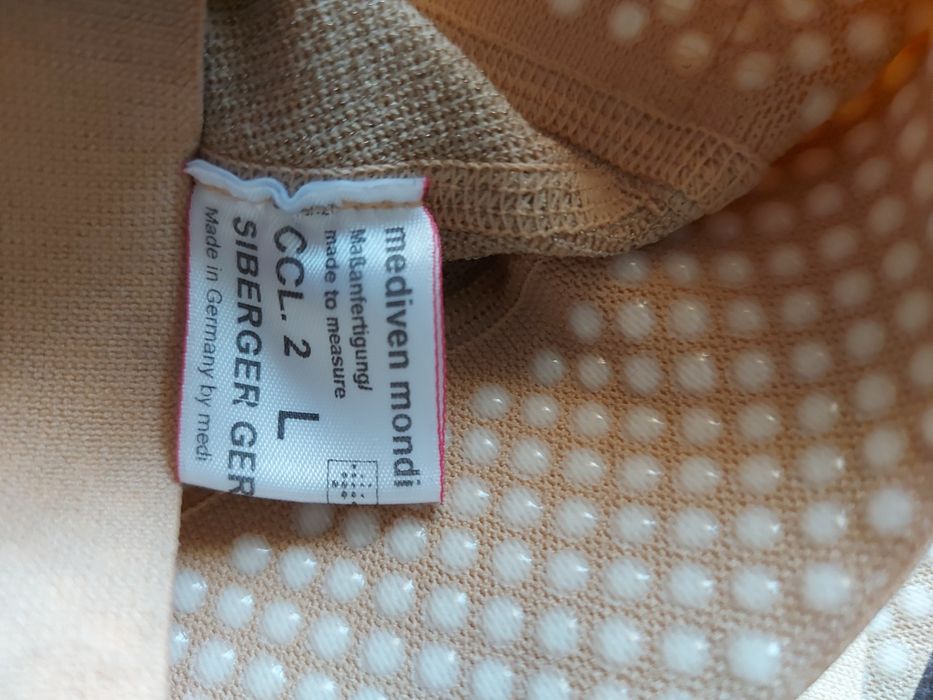 mediven mondi
Maßanfertigung/
made to measure
CCL. 2 L
SIBERGER GER
Made in Germany by medi